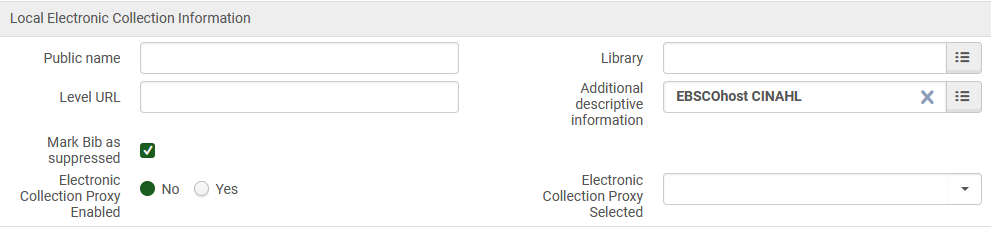 Local Electronic Collection Information
Public name
Library
Level URL
Additional
descriptive
information
EBSCOhost CINAHL
Mark Bib as
suppressed
Electronic
Collection Proxy
Enabled
No
Yes
Electronic
Collection Proxy
Selected